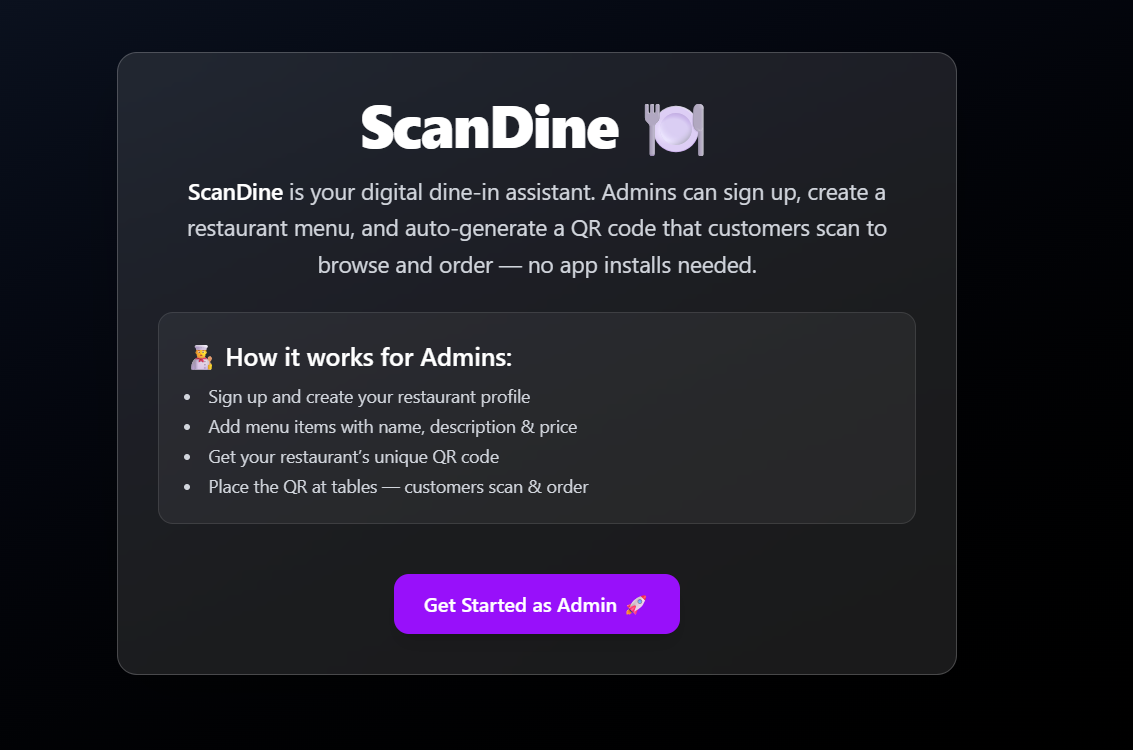 ScanDine 🍽️
ScanDine is your digital dine-in assistant. Admins can sign up, create a
restaurant menu, and auto-generate a QR code that customers scan to
browse and order — no app installs needed.
🧑‍🍳 How it works for Admins:
• Sign up and create your restaurant profile
• Add menu items with name, description & price
• Get your restaurant’s unique QR code
• Place the QR at tables — customers scan & order
Get Started as Admin 🚀